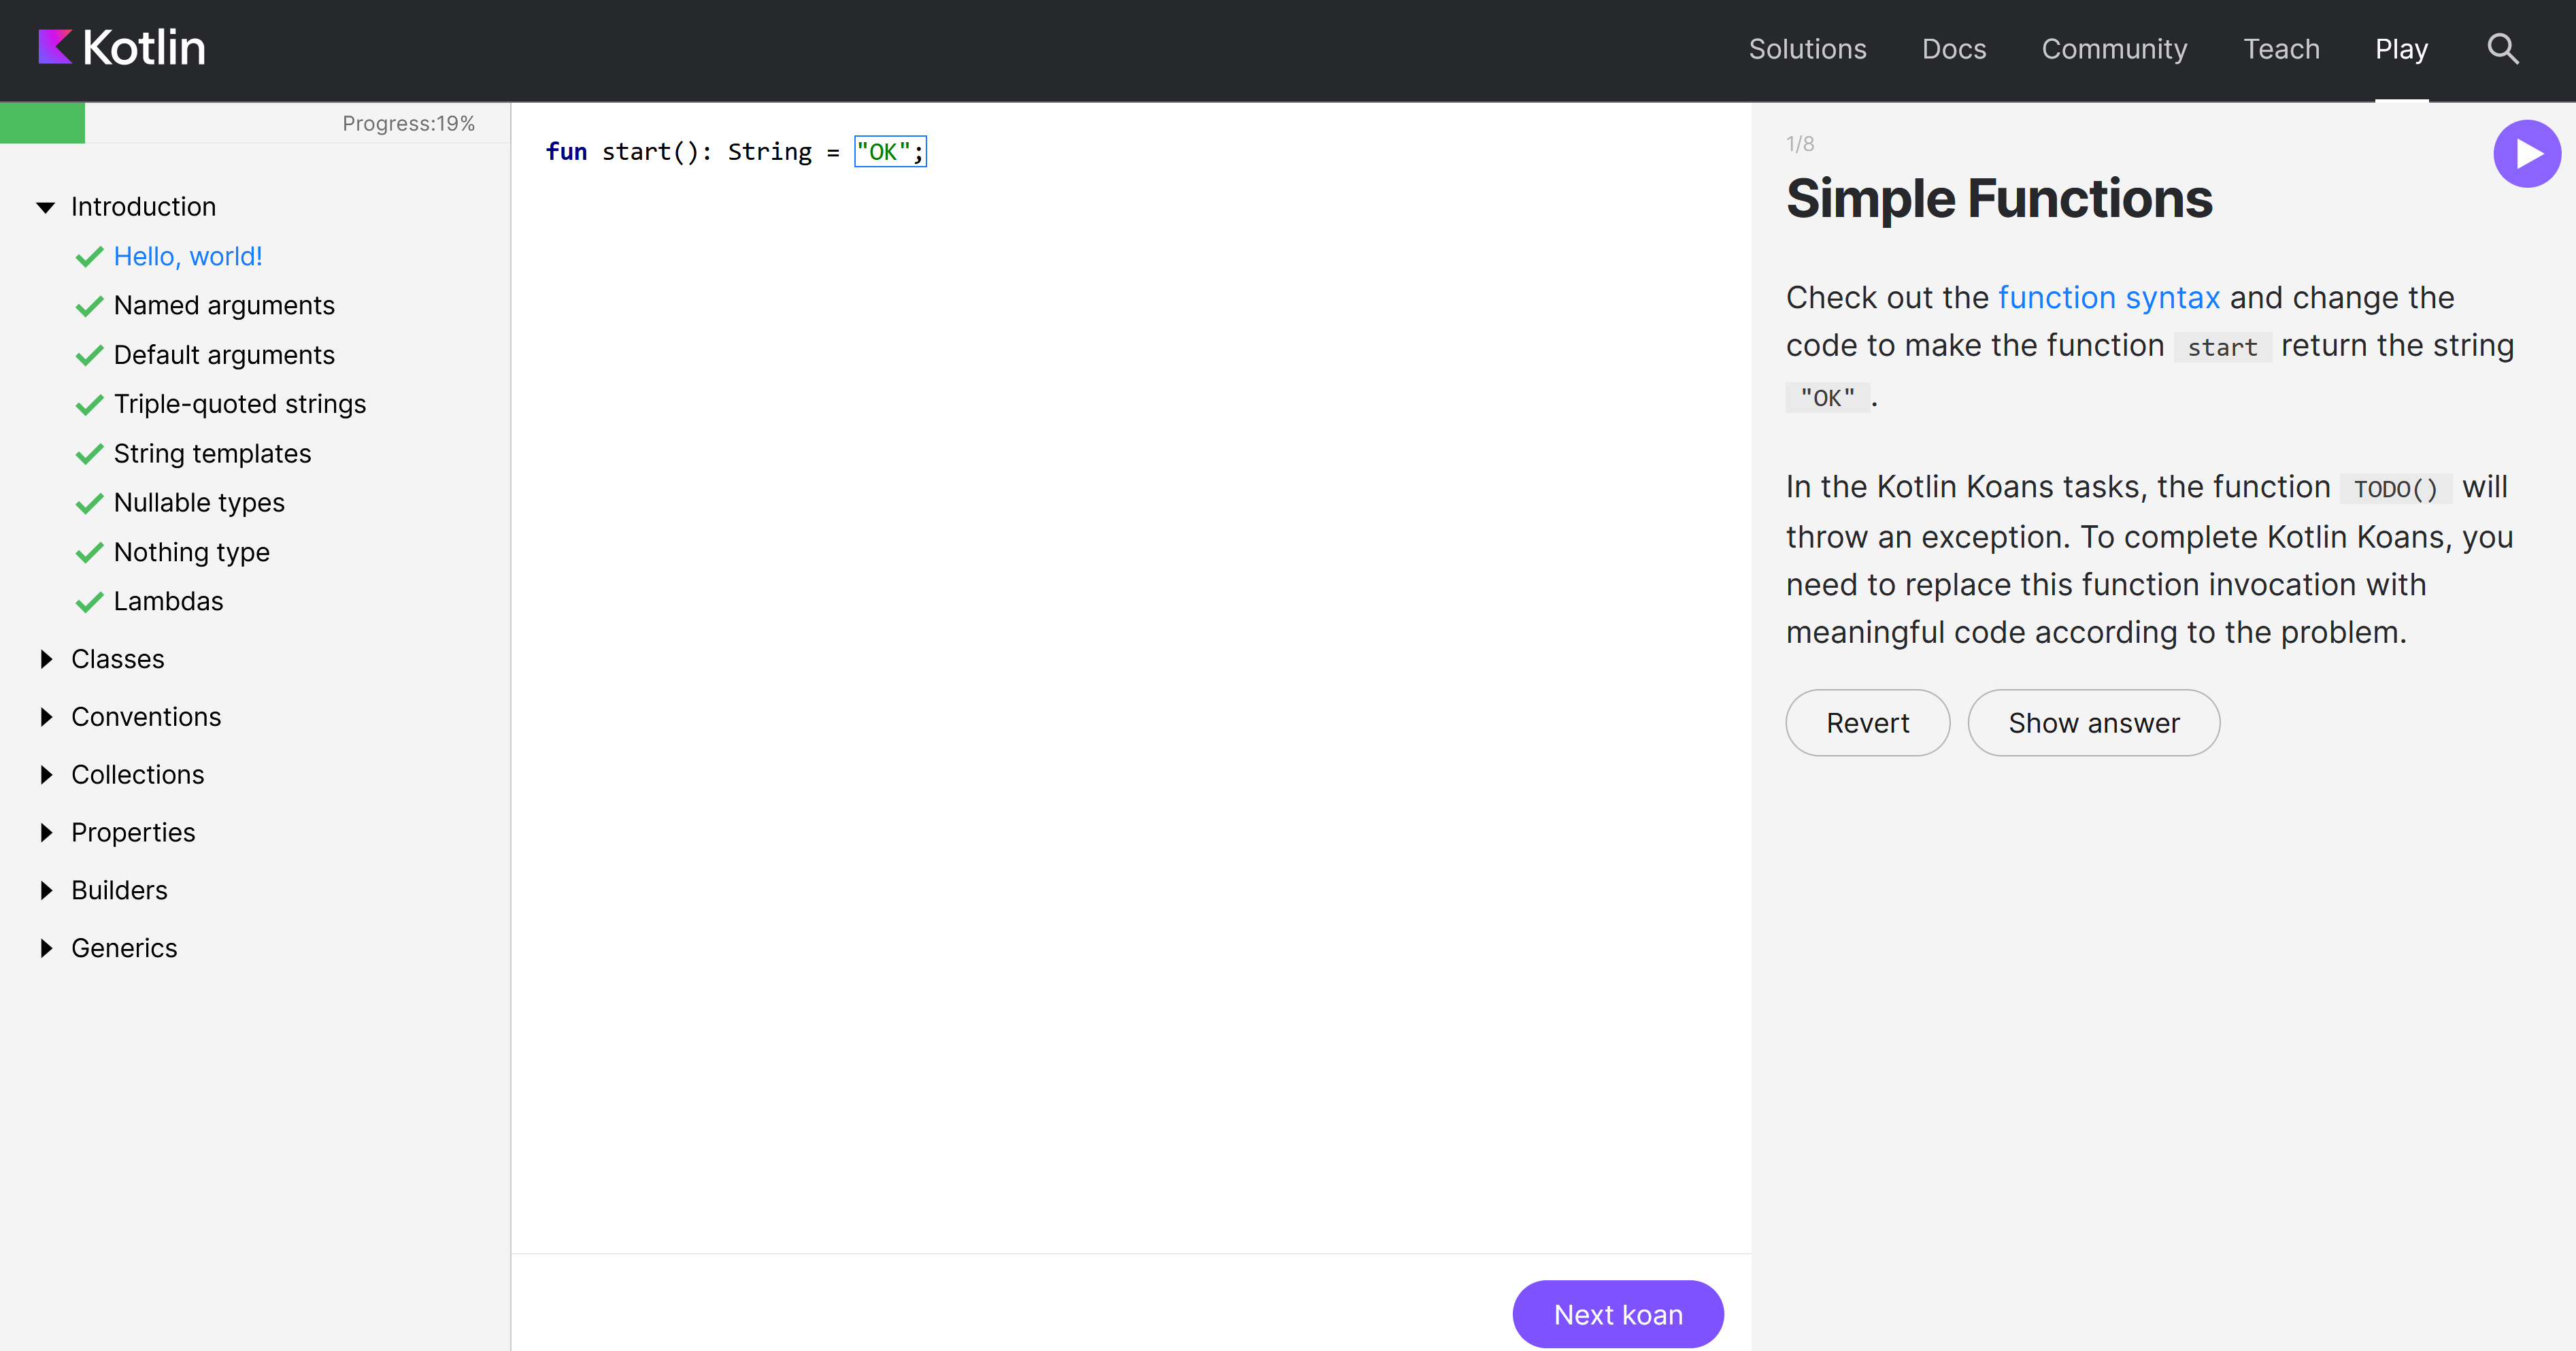 Kotlin
Solutions
Docs
Community
Teach
Play
Progress:19%
Introduction
Hello, world!
Named arguments
Default arguments
Triple-quoted strings
String templates
Nullable types
Nothing type
Lambdas
Classes
Conventions
Collections
Properties
Builders
Generics
fun start(): String = "OK";
Next koan
1/8
Simple Functions
Check out the function syntax and change the
code to make the function start return the string
"OK" .
In the Kotlin Koans tasks, the function TODO() will
throw an exception. To complete Kotlin Koans, you
need to replace this function invocation with
meaningful code according to the problem.
Revert
Show answer